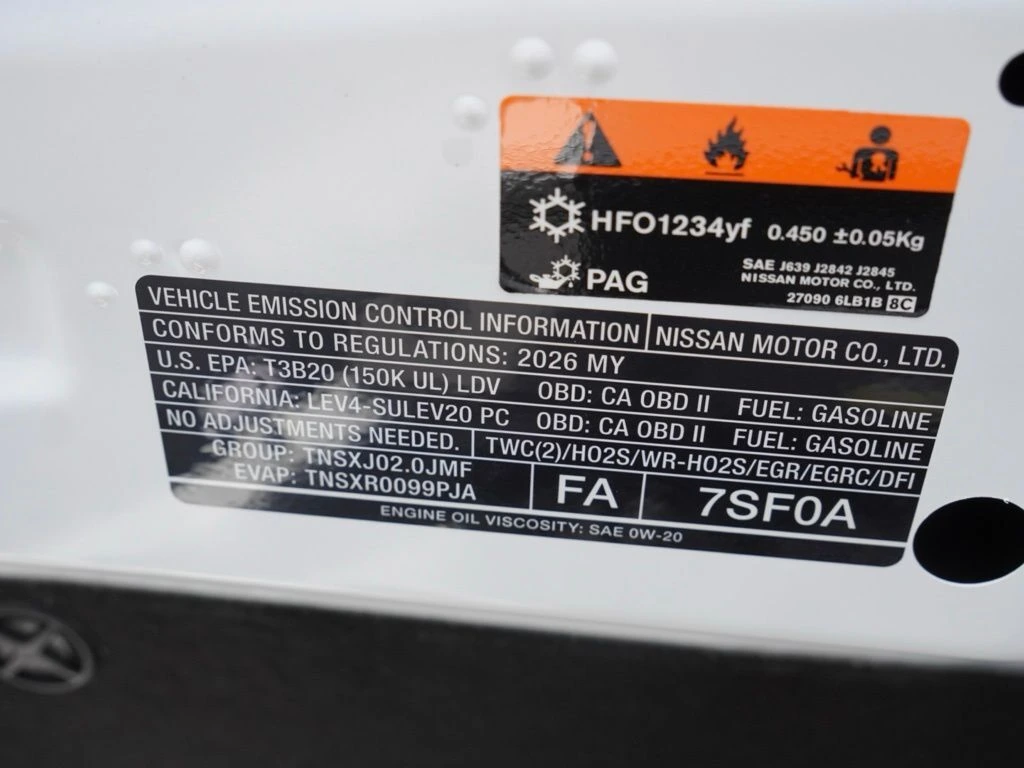 HFO1234yf 0.450 ±0.05Kg
PAG
SAE J639 J2842 J2845
NISSAN MOTOR CO., LTD.
27090 6LB1B 8C
VEHICLE EMISSION CONTROL INFORMATION NISSAN MOTOR CO., LTD.
CONFORMS TO REGULATIONS: 2026 MY
U.S. EPA: T3B20 (150K UL) LDV OBD: CA OBD II FUEL: GASOLINE
CALIFORNIA: LEV4-SULEV20 PC OBD: CA OBD II FUEL: GASOLINE
NO ADJUSTMENTS NEEDED. TWC(2)/HO2S/WR-HO2S/EGR/EGRC/DFI
GROUP: TNSXJ02.0JMF
EVAP: TNSXR0099PJA
FA 7SF0A
ENGINE OIL VISCOSITY: SAE 0W-20